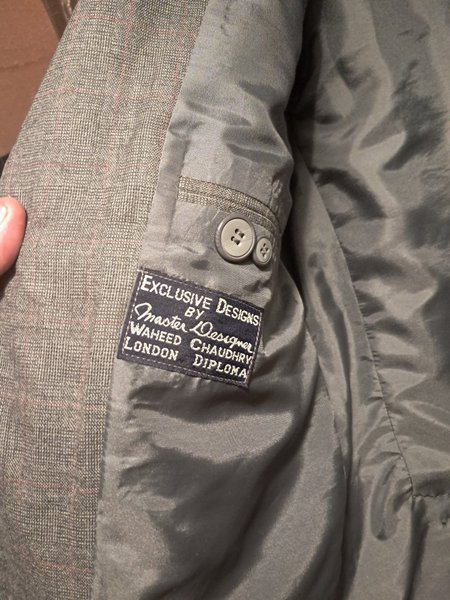 EXCLUSIVE DESIGNS
BY
Master Designer
WAHEED CHAUDHRY
LONDON DIPLOMA